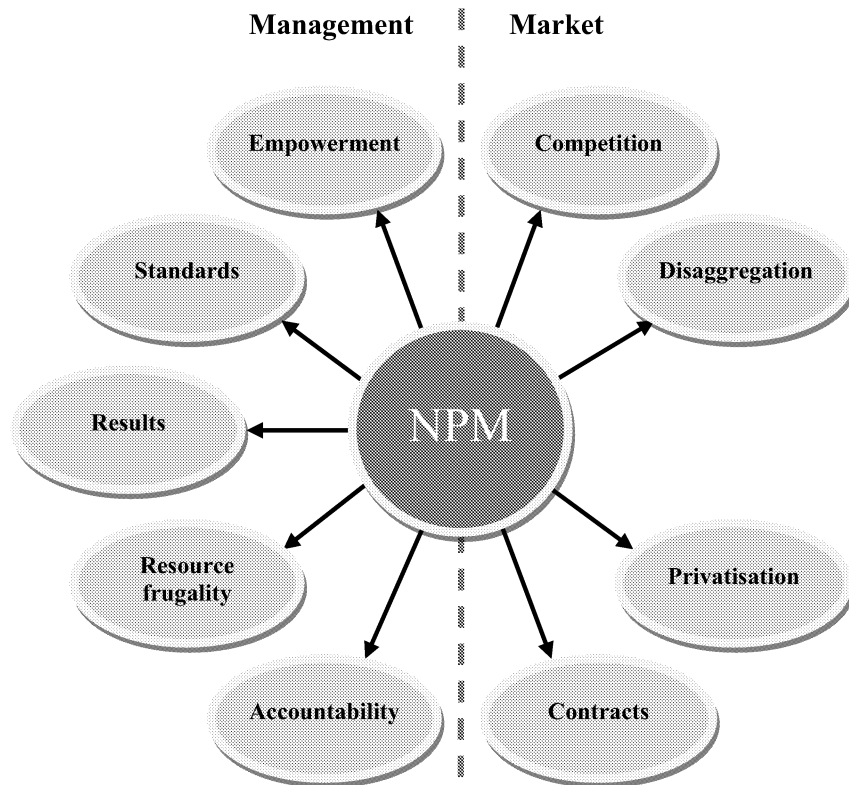 Management
Market
Empowerment
Competition
Standards
Disaggregation
Results
NPM
Resource
frugality
Privatisation
Accountability
Contracts